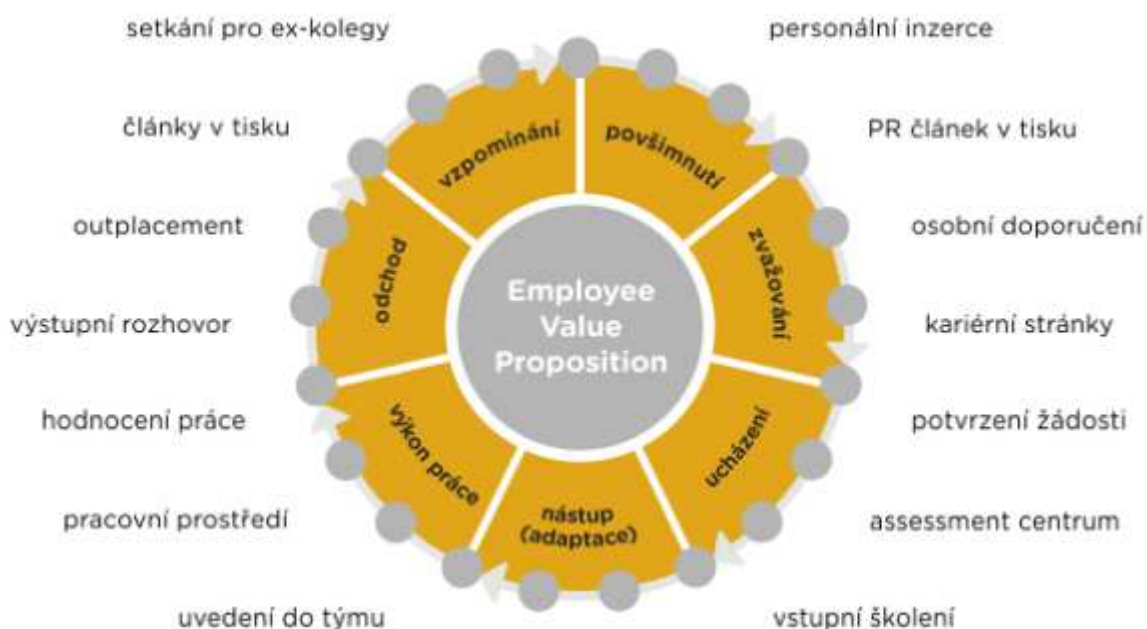 setkání pro ex-kolegy
personální inzerce
články v tisku
PR článek v tisku
vzpomínání
povšimnutí
outplacement
osobní doporučení
odchod
zvažování
Employee
Value
Proposition
výstupní rozhovor
kariérní stránky
hodnocení práce
potvrzení žádosti
výkon práce
ucházení
nástup
(adaptace)
pracovní prostředí
assessment centrum
uvedení do týmu
vstupní školení